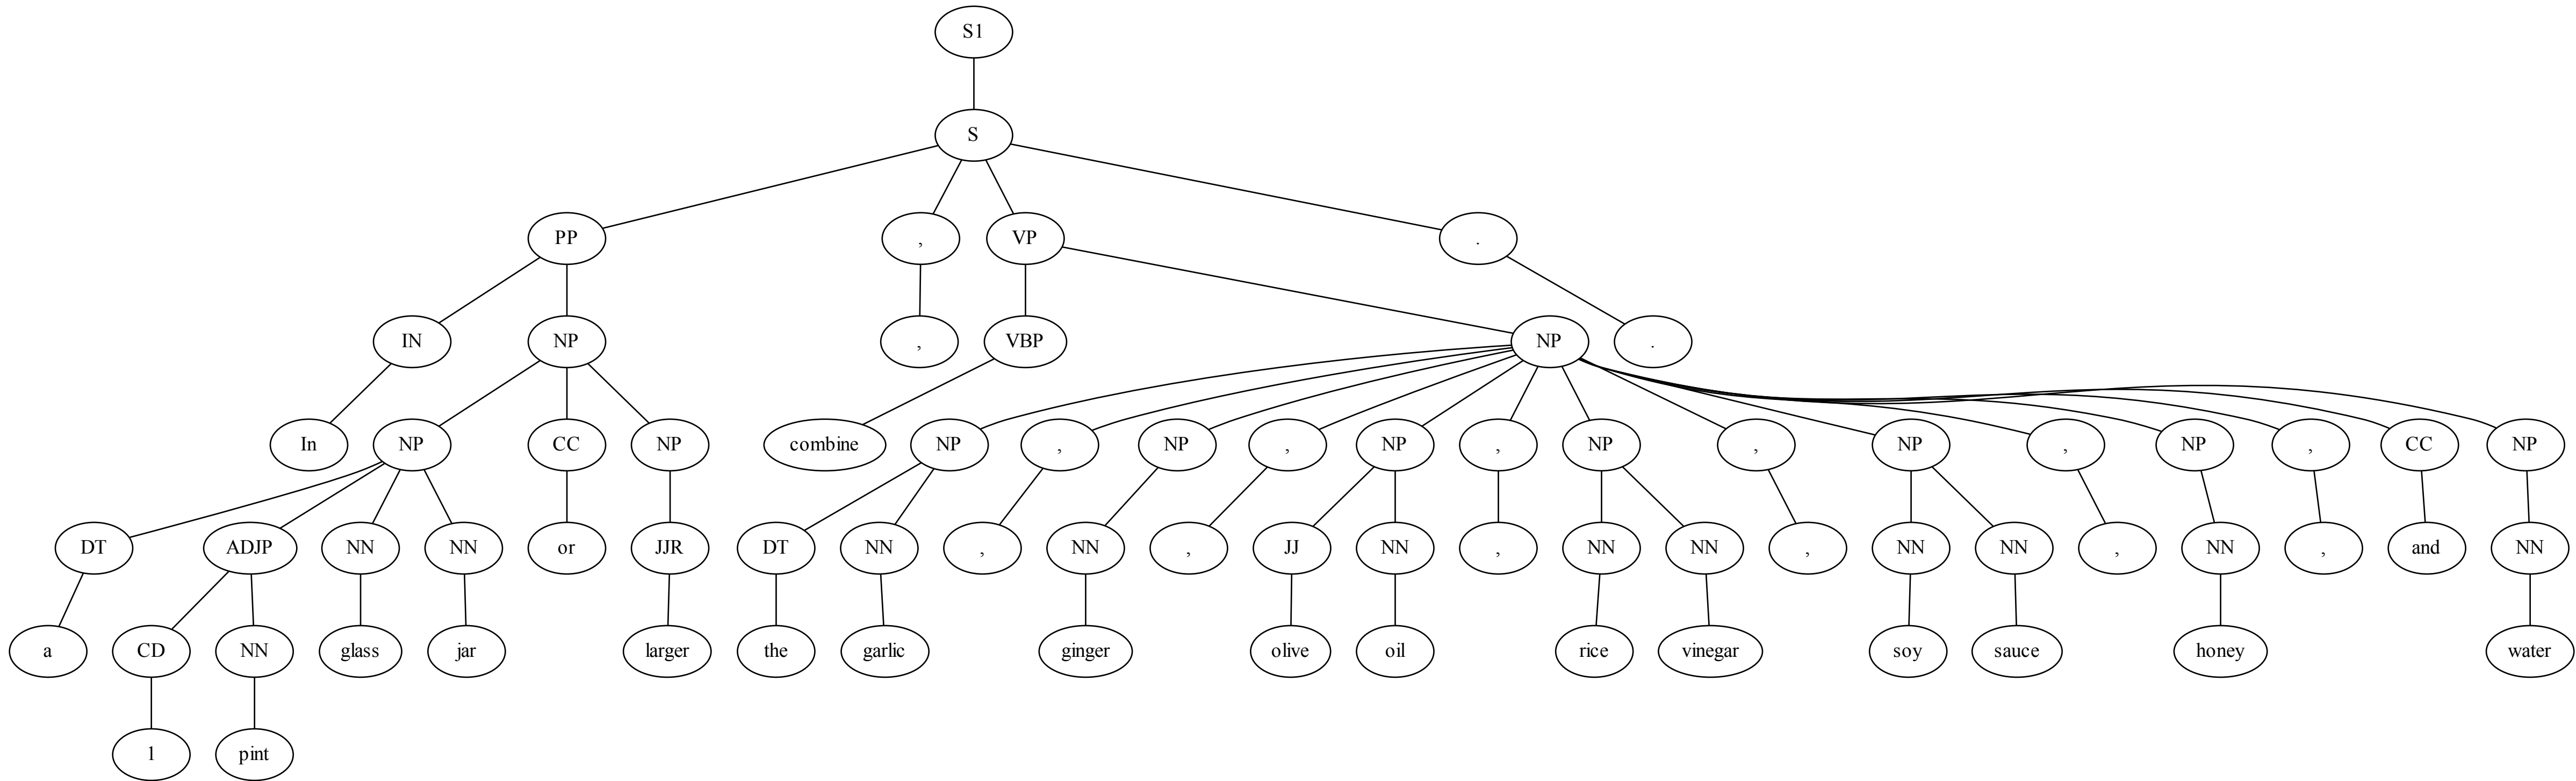 S1
S
PP , VP .
IN NP , VBP NP .
In NP CC NP combine NP , NP , NP , NP , NP , NP , CC NP
DT ADJP NN NN or JJR DT NN , NN , JJ NN , NN NN , NN NN , NN , and NN
a CD NN glass jar larger the garlic ginger olive oil rice vinegar soy sauce honey water
1 pint